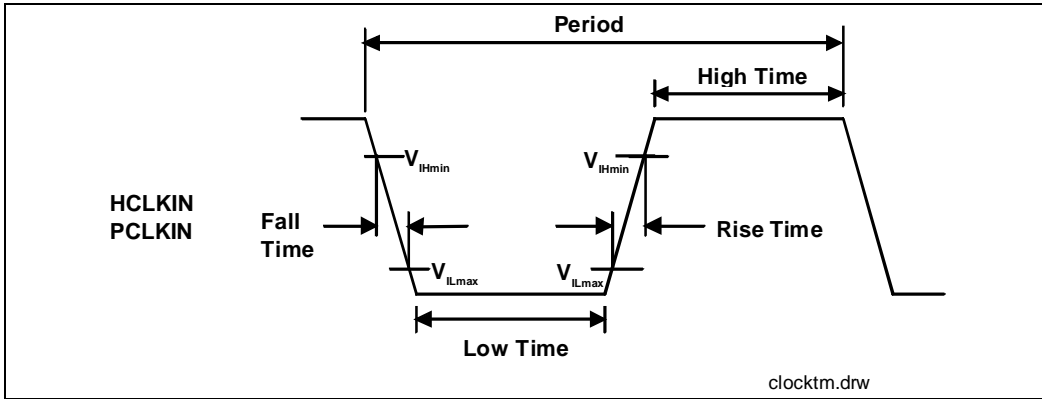 Period
High Time
V_IHmin
V_IHmin
HCLKIN
PCLKIN
Fall
Time
Rise Time
V_ILmax
V_ILmax
Low Time
clocktm.drw